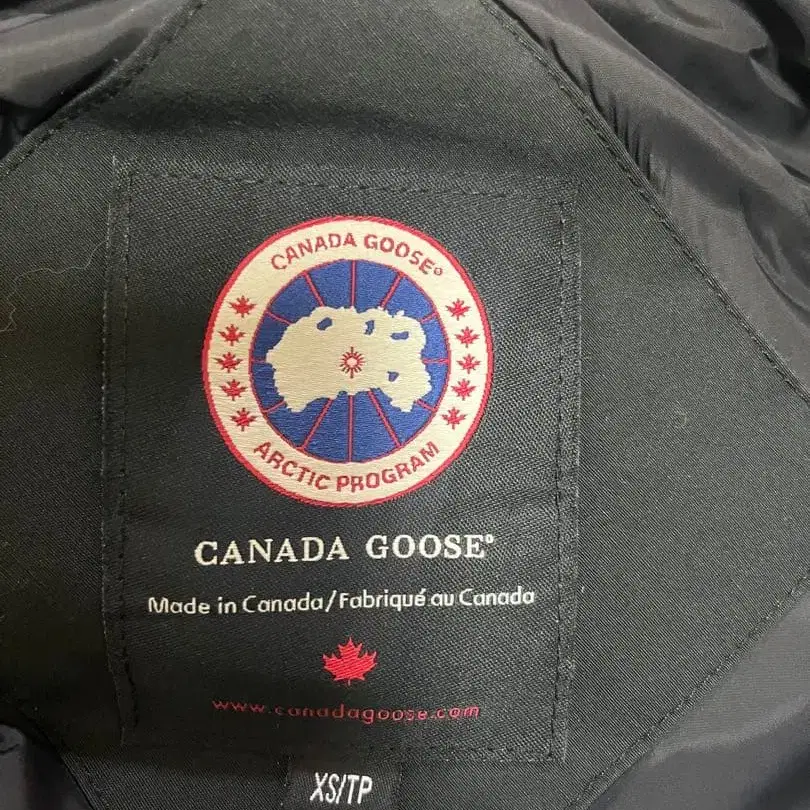 CANADA GOOSE®
ARCTIC PROGRAM
CANADA GOOSE®
Made in Canada/Fabriqué au Canada
www.canadagoose.com
XS/TP